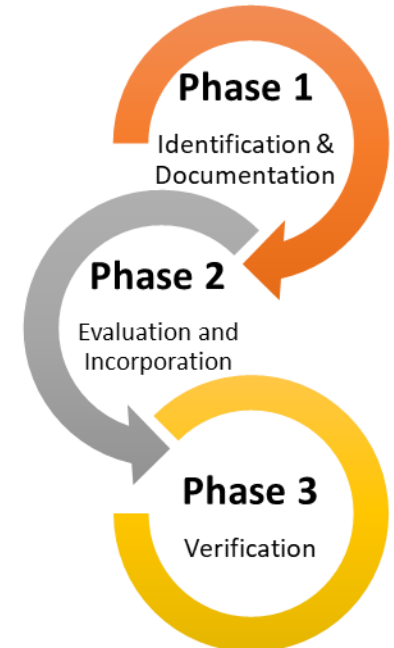 Phase 1
Identification &
Documentation
Phase 2
Evaluation and
Incorporation
Phase 3
Verification